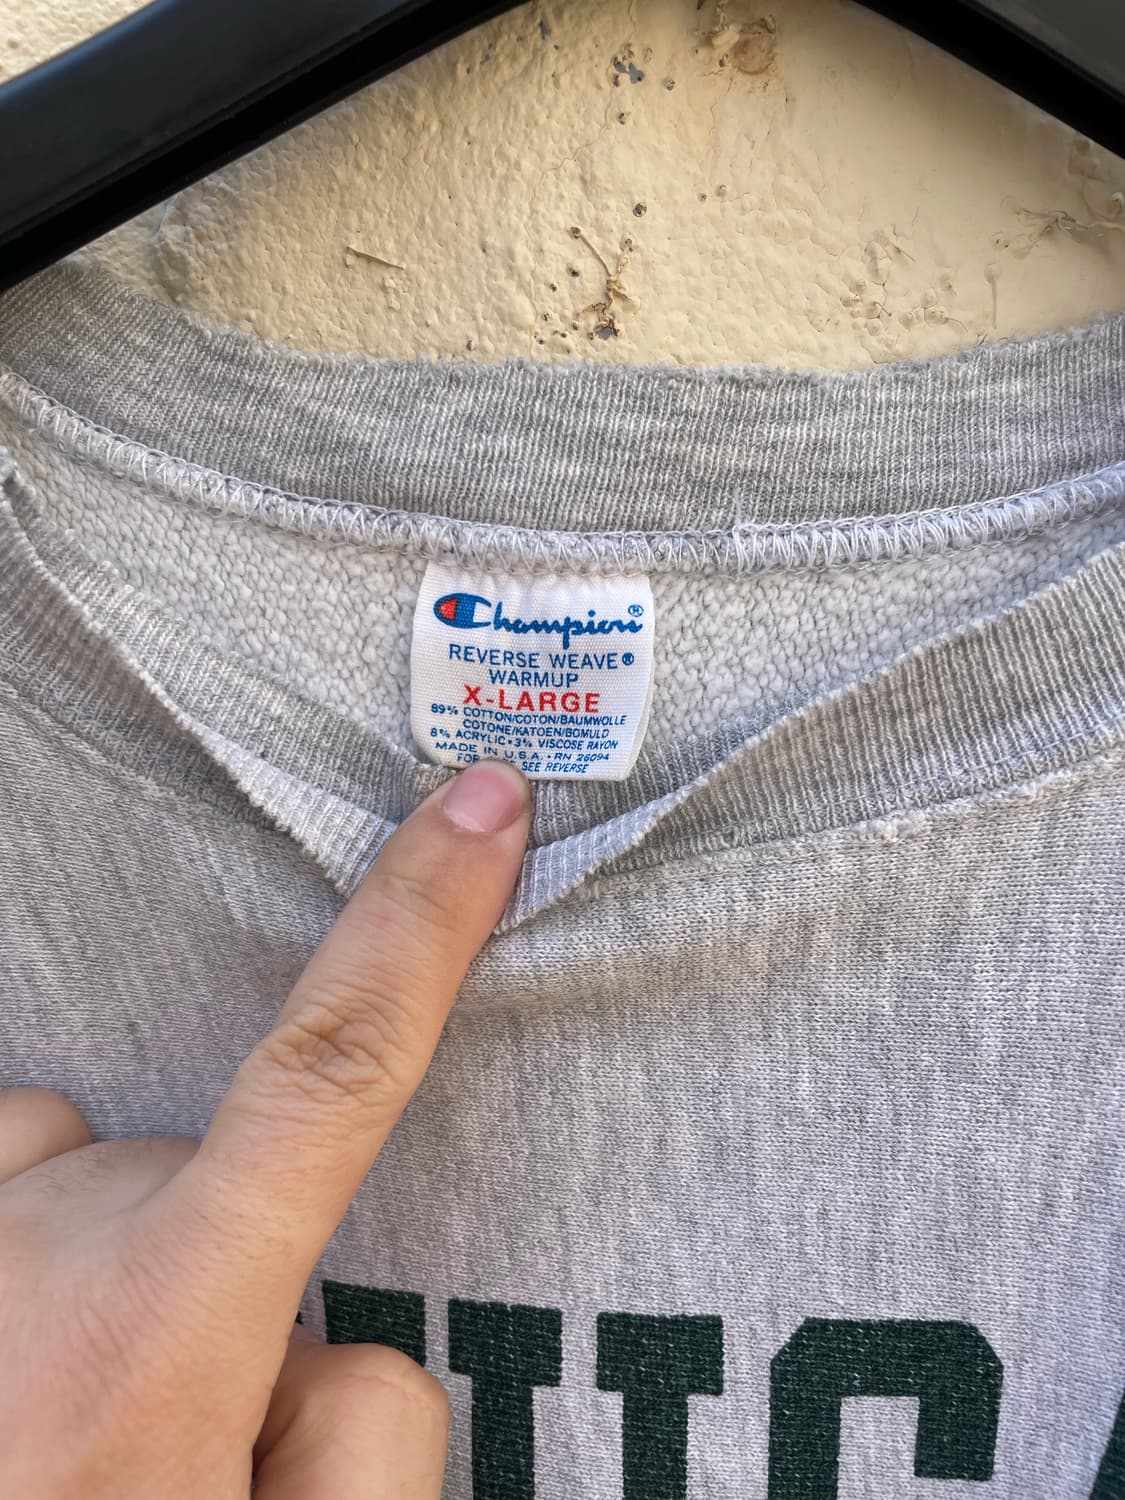 Champion®
REVERSE WEAVE®
WARMUP
X-LARGE
89% COTTON/COTON/BAUMWOLLE
COTONE/KATOEN/BOMULD
8% ACRYLIC•3% VISCOSE RAYON
MADE IN U.S.A. • RN 26094
SEE REVERSE